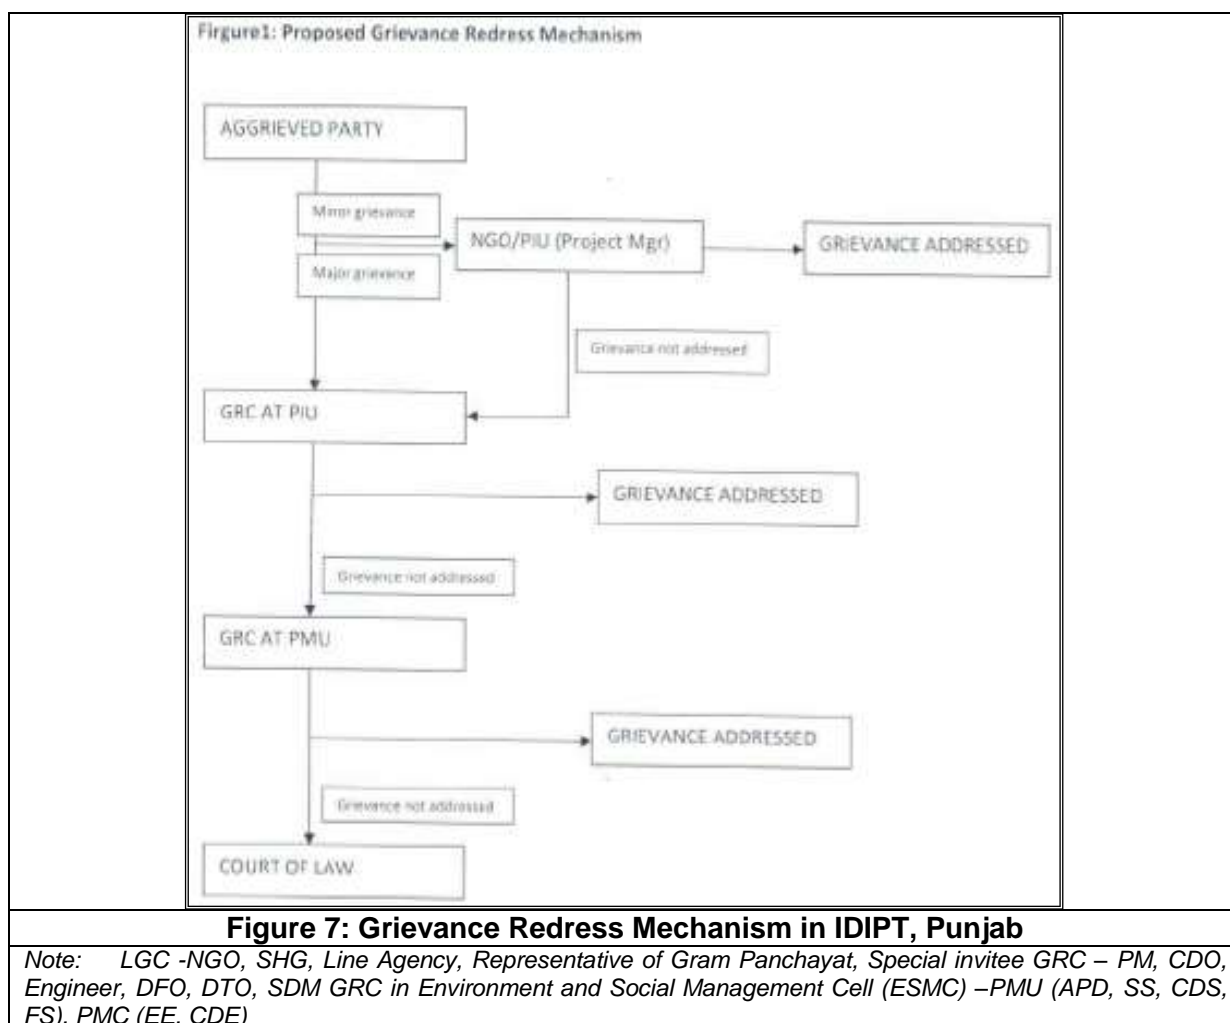 Firgure1: Proposed Grievance Redress Mechanism
AGGRIEVED PARTY
Minor grievance
NGO/PIU (Project Mgr)
GRIEVANCE ADDRESSED
Major grievance
Grievance not addressed
GRC AT PIU
GRIEVANCE ADDRESSED
Grievance not addressed
GRC AT PMU
GRIEVANCE ADDRESSED
Grievance not addressed
COURT OF LAW
Figure 7: Grievance Redress Mechanism in IDIPT, Punjab
Note: LGC -NGO, SHG, Line Agency, Representative of Gram Panchayat, Special invitee GRC – PM, CDO,
Engineer, DFO, DTO, SDM GRC in Environment and Social Management Cell (ESMC) –PMU (APD, SS, CDS,
FS), PMC (EE, CDE)